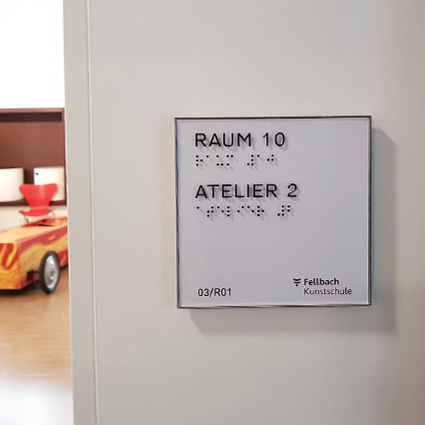 RAUM 10
ATELIER 2
03/R01
Fellbach
Kunstschule